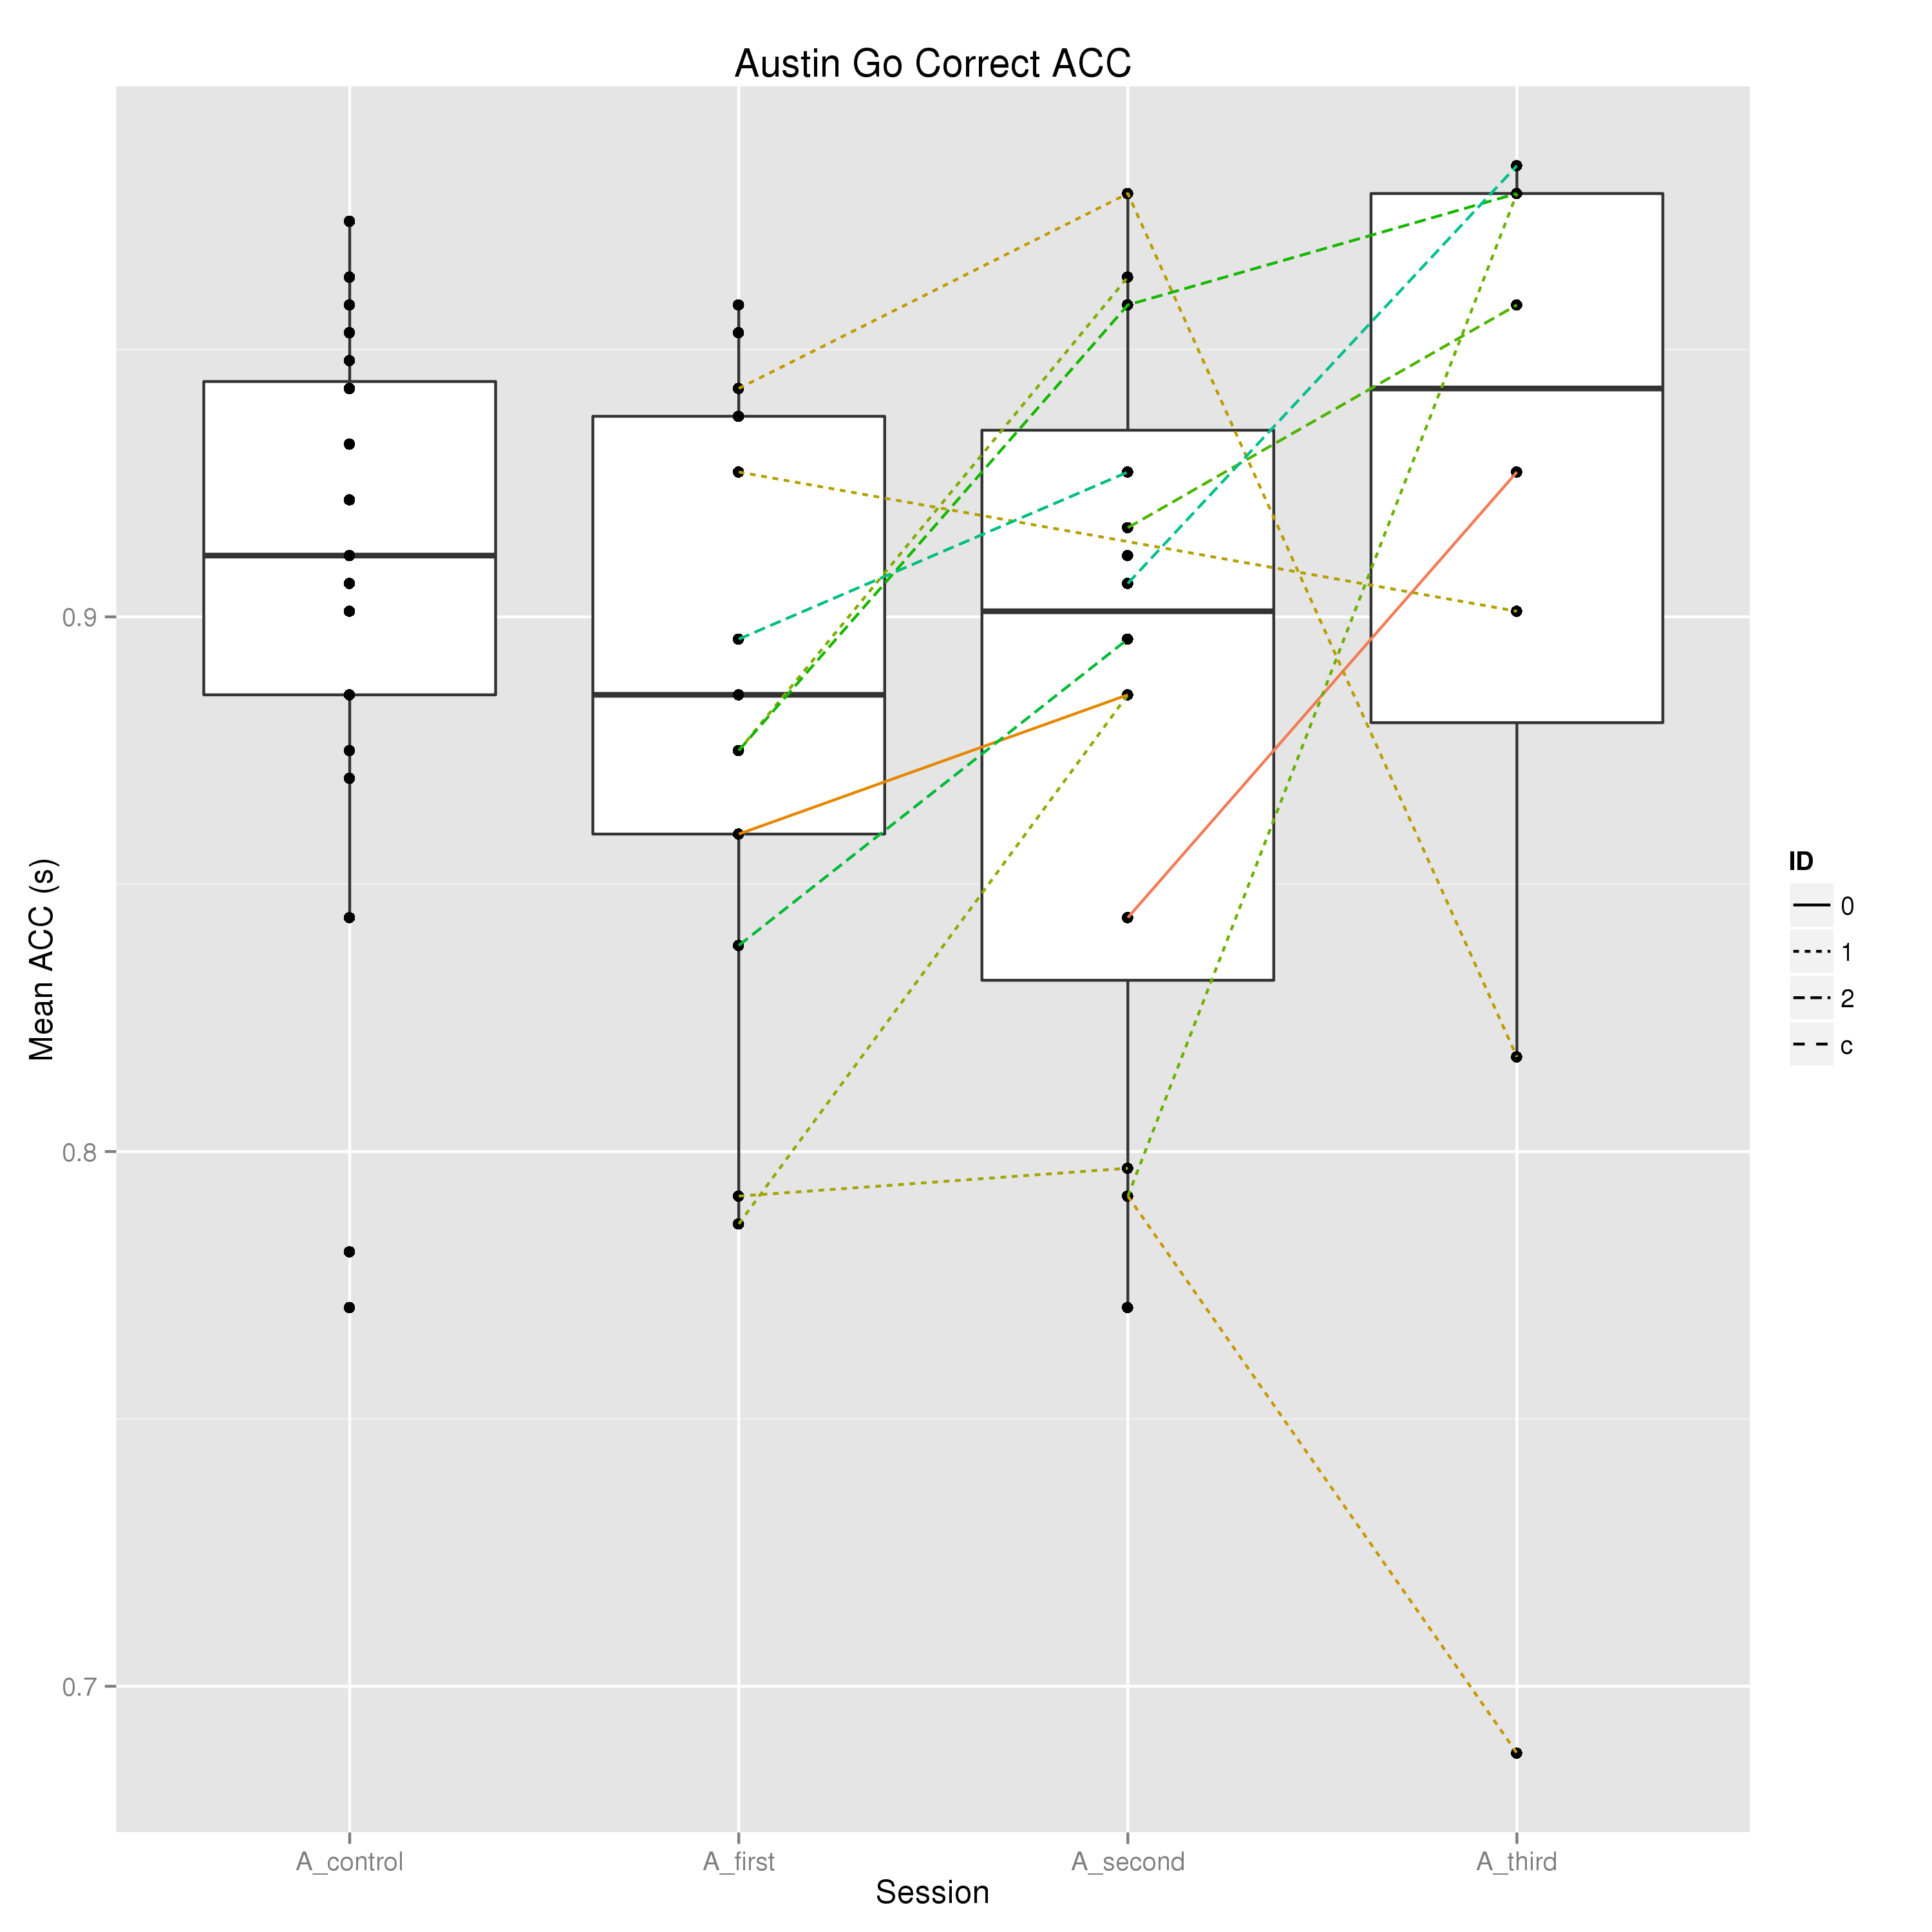 Austin Go Correct ACC
Mean ACC (s)
0.9
0.8
0.7
A_control
A_first
A_second
A_third
Session
ID
0
1
2
c